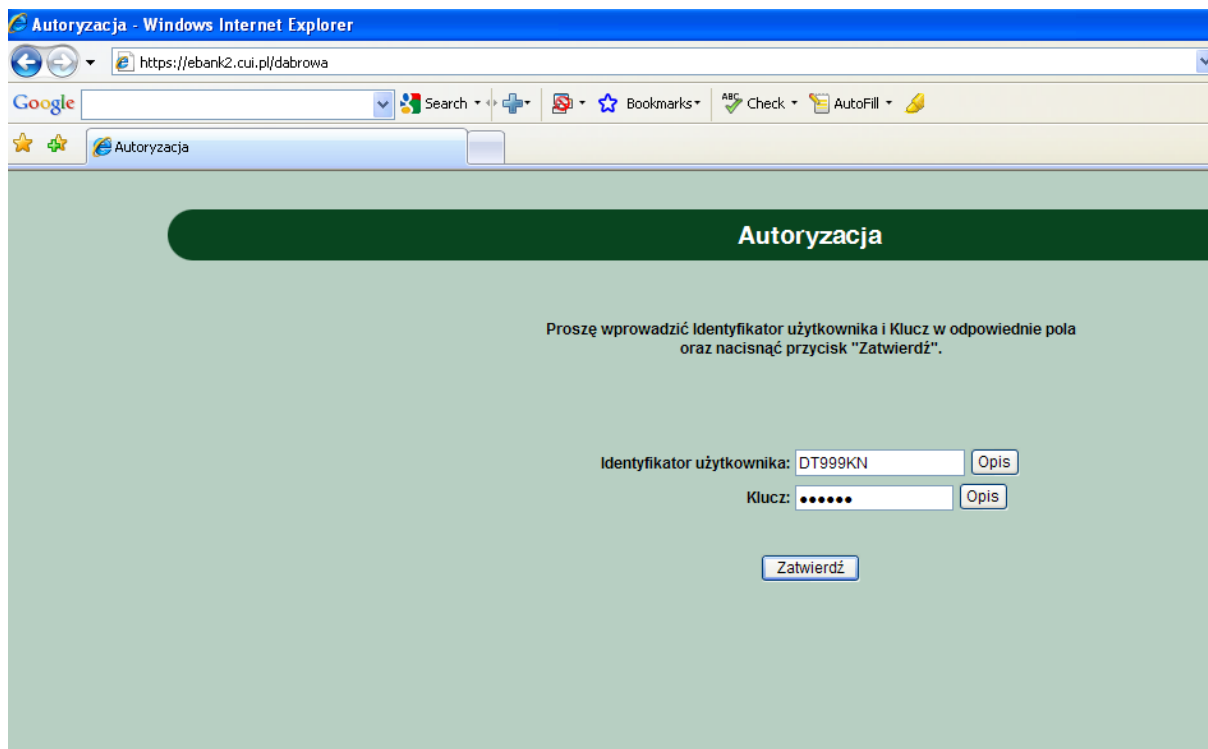 Autoryzacja - Windows Internet Explorer
https://ebank2.cui.pl/dabrowa
Google Search Bookmarks ABC Check AutoFill
Autoryzacja
Autoryzacja
Proszę wprowadzić Identyfikator użytkownika i Klucz w odpowiednie pola
oraz nacisnąć przycisk "Zatwierdź".
Identyfikator użytkownika: DT999KN Opis
Klucz: •••••• Opis
Zatwierdź